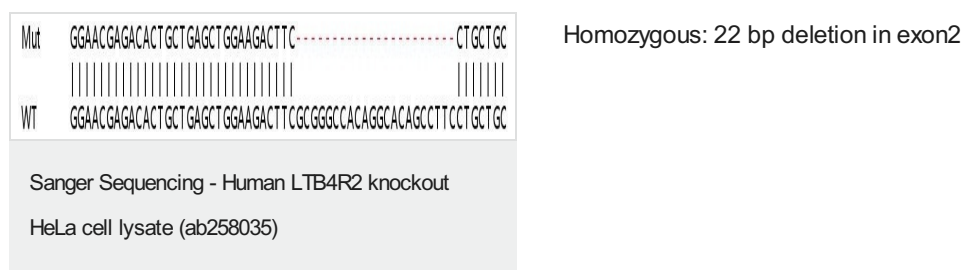 Mut GGAACGAGACACTGCTGAGCTGGAAGACTTC----------------------CTGCTGC
||||||||||||||||||||||||||||||| |||||||
WT GGAACGAGACACTGCTGAGCTGGAAGACTTCGCGGGCCACAGGCACAGCCTTCCTGCTGC
Homozygous: 22 bp deletion in exon2
Sanger Sequencing - Human LTB4R2 knockout
HeLa cell lysate (ab258035)